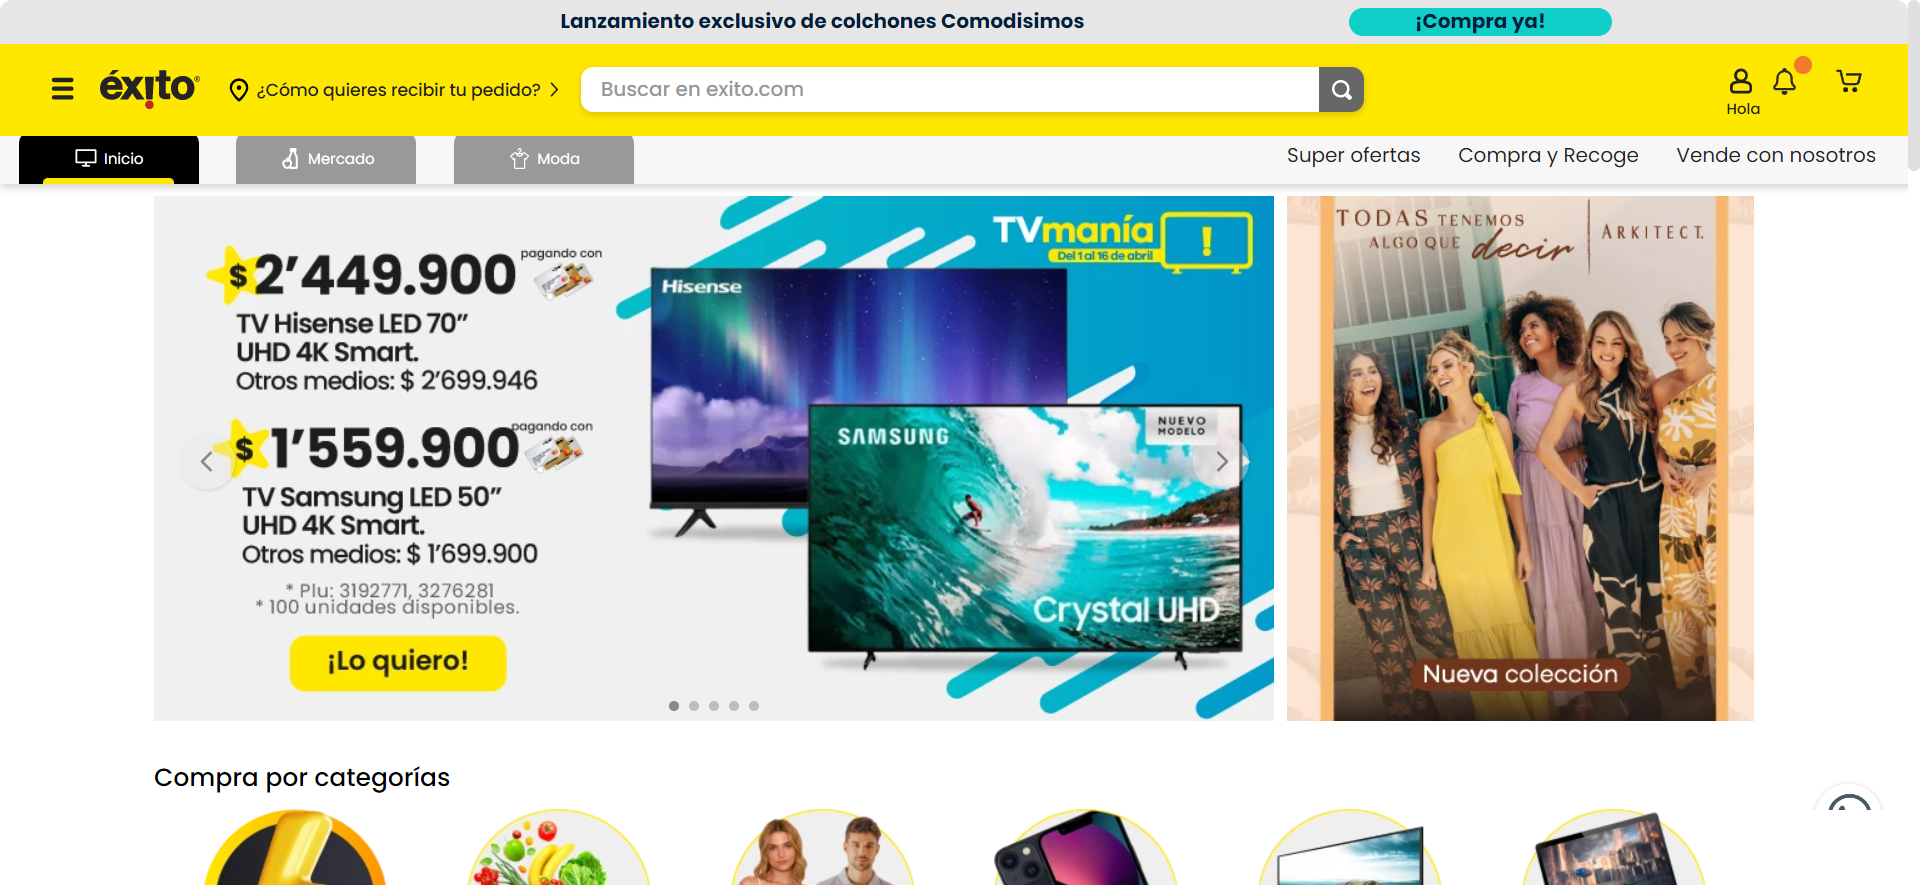 Lanzamiento exclusivo de colchones Comodisimos
¡Compra ya!
éxito
¿Cómo quieres recibir tu pedido?
Buscar en exito.com
Hola
Inicio
Mercado
Moda
Super ofertas
Compra y Recoge
Vende con nosotros
$2'449.900
pagando con
TV Hisense LED 70"
UHD 4K Smart.
Otros medios: $ 2'699.946
$1'559.900
pagando con
TV Samsung LED 50"
UHD 4K Smart.
Otros medios: $ 1'699.900
* Plu: 3192771, 3276281
* 100 unidades disponibles.
¡Lo quiero!
TVmanía
!
Del 1 al 16 de abril
Hisense
SAMSUNG
NUEVO
MODELO
Crystal UHD
TODAS TENEMOS
ALGO QUE decir
ARKITECT.
Nueva colección
Compra por categorías